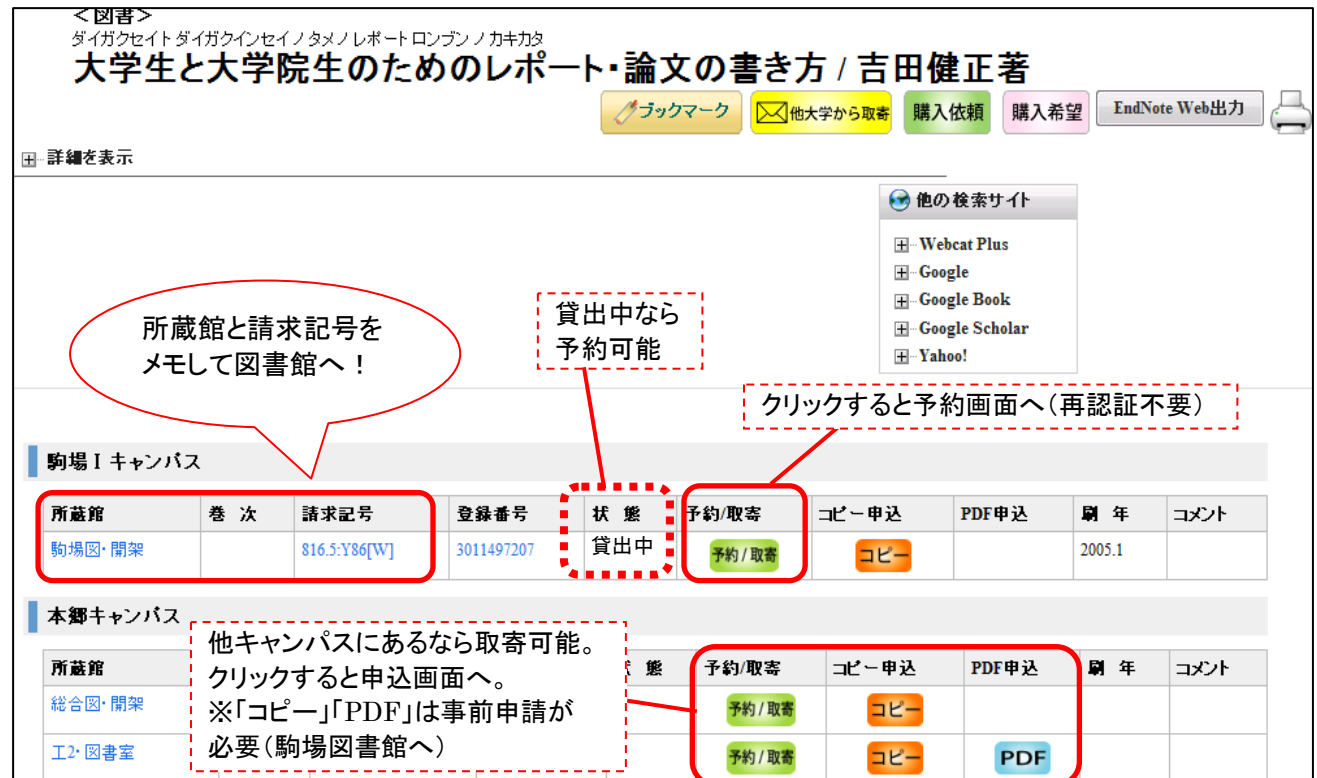 ＜図書＞
ダイガクセイト ダイガクインセイ ノ タメノ レポート ロンブン ノ カキカタ
大学生と大学院生のためのレポート・論文の書き方 / 吉田健正著
ブックマーク 他大学から取寄 購入依頼 購入希望 EndNote Web出力
詳細を表示
他の検索サイト
Webcat Plus
Google
Google Book
Google Scholar
Yahoo!
所蔵館と請求記号を
メモして図書館へ！
貸出中なら
予約可能
クリックすると予約画面へ（再認証不要）
駒場 I キャンパス
所蔵館 巻 次 請求記号 登録番号 状 態 予約/取寄 コピー申込 PDF申込 刷 年 コメント
駒場図・開架 816.5:Y86[W] 3011497207 貸出中 予約/取寄 コピー 2005.1
本郷キャンパス
他キャンパスにあるなら取寄可能。
クリックすると申込画面へ。
※「コピー」「PDF」は事前申請が
必要（駒場図書館へ）
所蔵館 態 予約/取寄 コピー申込 PDF申込 刷 年 コメント
総合図・開架 予約/取寄 コピー
工2・図書室 予約/取寄 コピー PDF